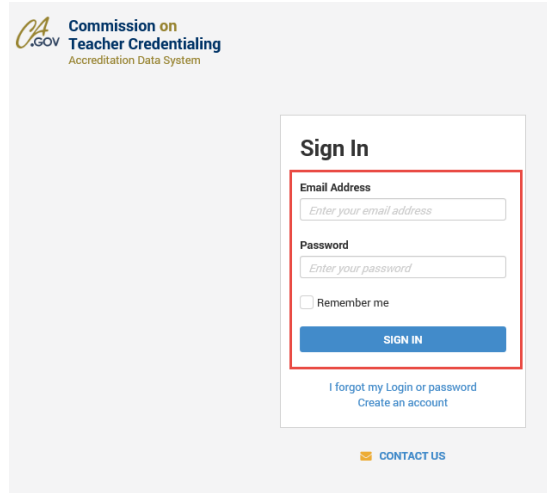 CA
.GOV
Commission on
Teacher Credentialing
Accreditation Data System
Sign In
Email Address
Enter your email address
Password
Enter your password
Remember me
SIGN IN
I forgot my Login or password
Create an account
CONTACT US